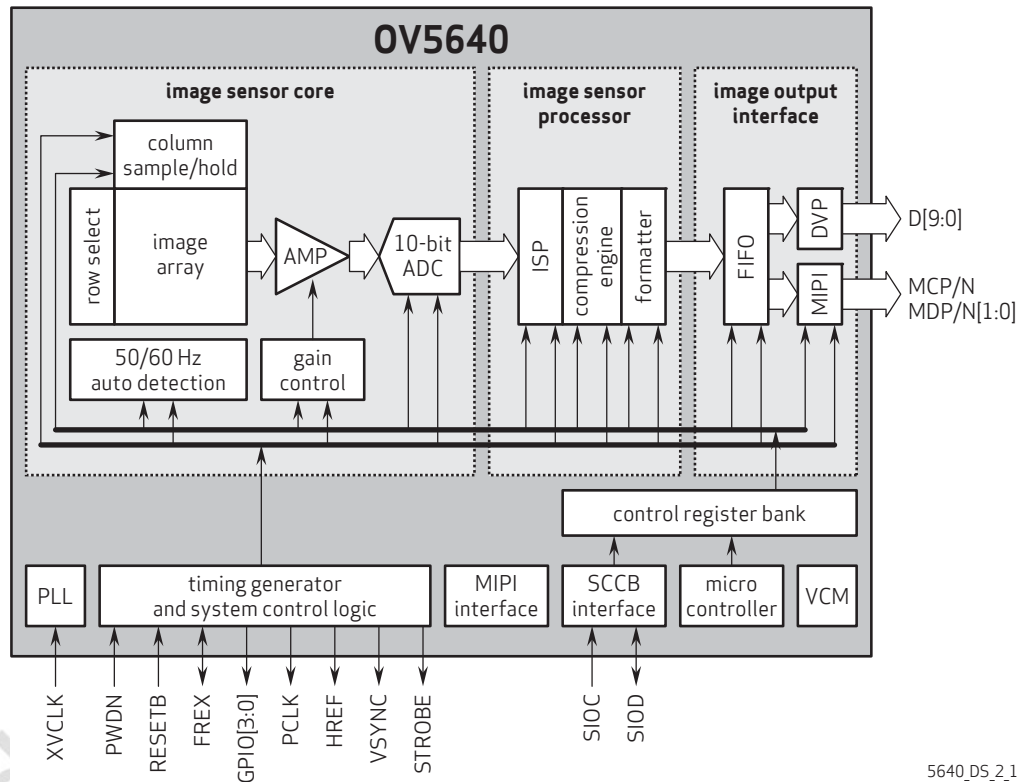 OV5640
image sensor core
image sensor
processor
image output
interface
column
sample/hold
row select
image
array
AMP
10-bit
ADC
ISP
compression
engine
formatter
FIFO
DVP
MIPI
D[9:0]
MCP/N
MDP/N[1:0]
50/60 Hz
auto detection
gain
control
control register bank
PLL
timing generator
and system control logic
MIPI
interface
SCCB
interface
micro
controller
VCM
XVCLK
PWDN
RESETB
FREX
GPIO[3:0]
PCLK
HREF
VSYNC
STROBE
SIOC
SIOD
5640_DS_2_1